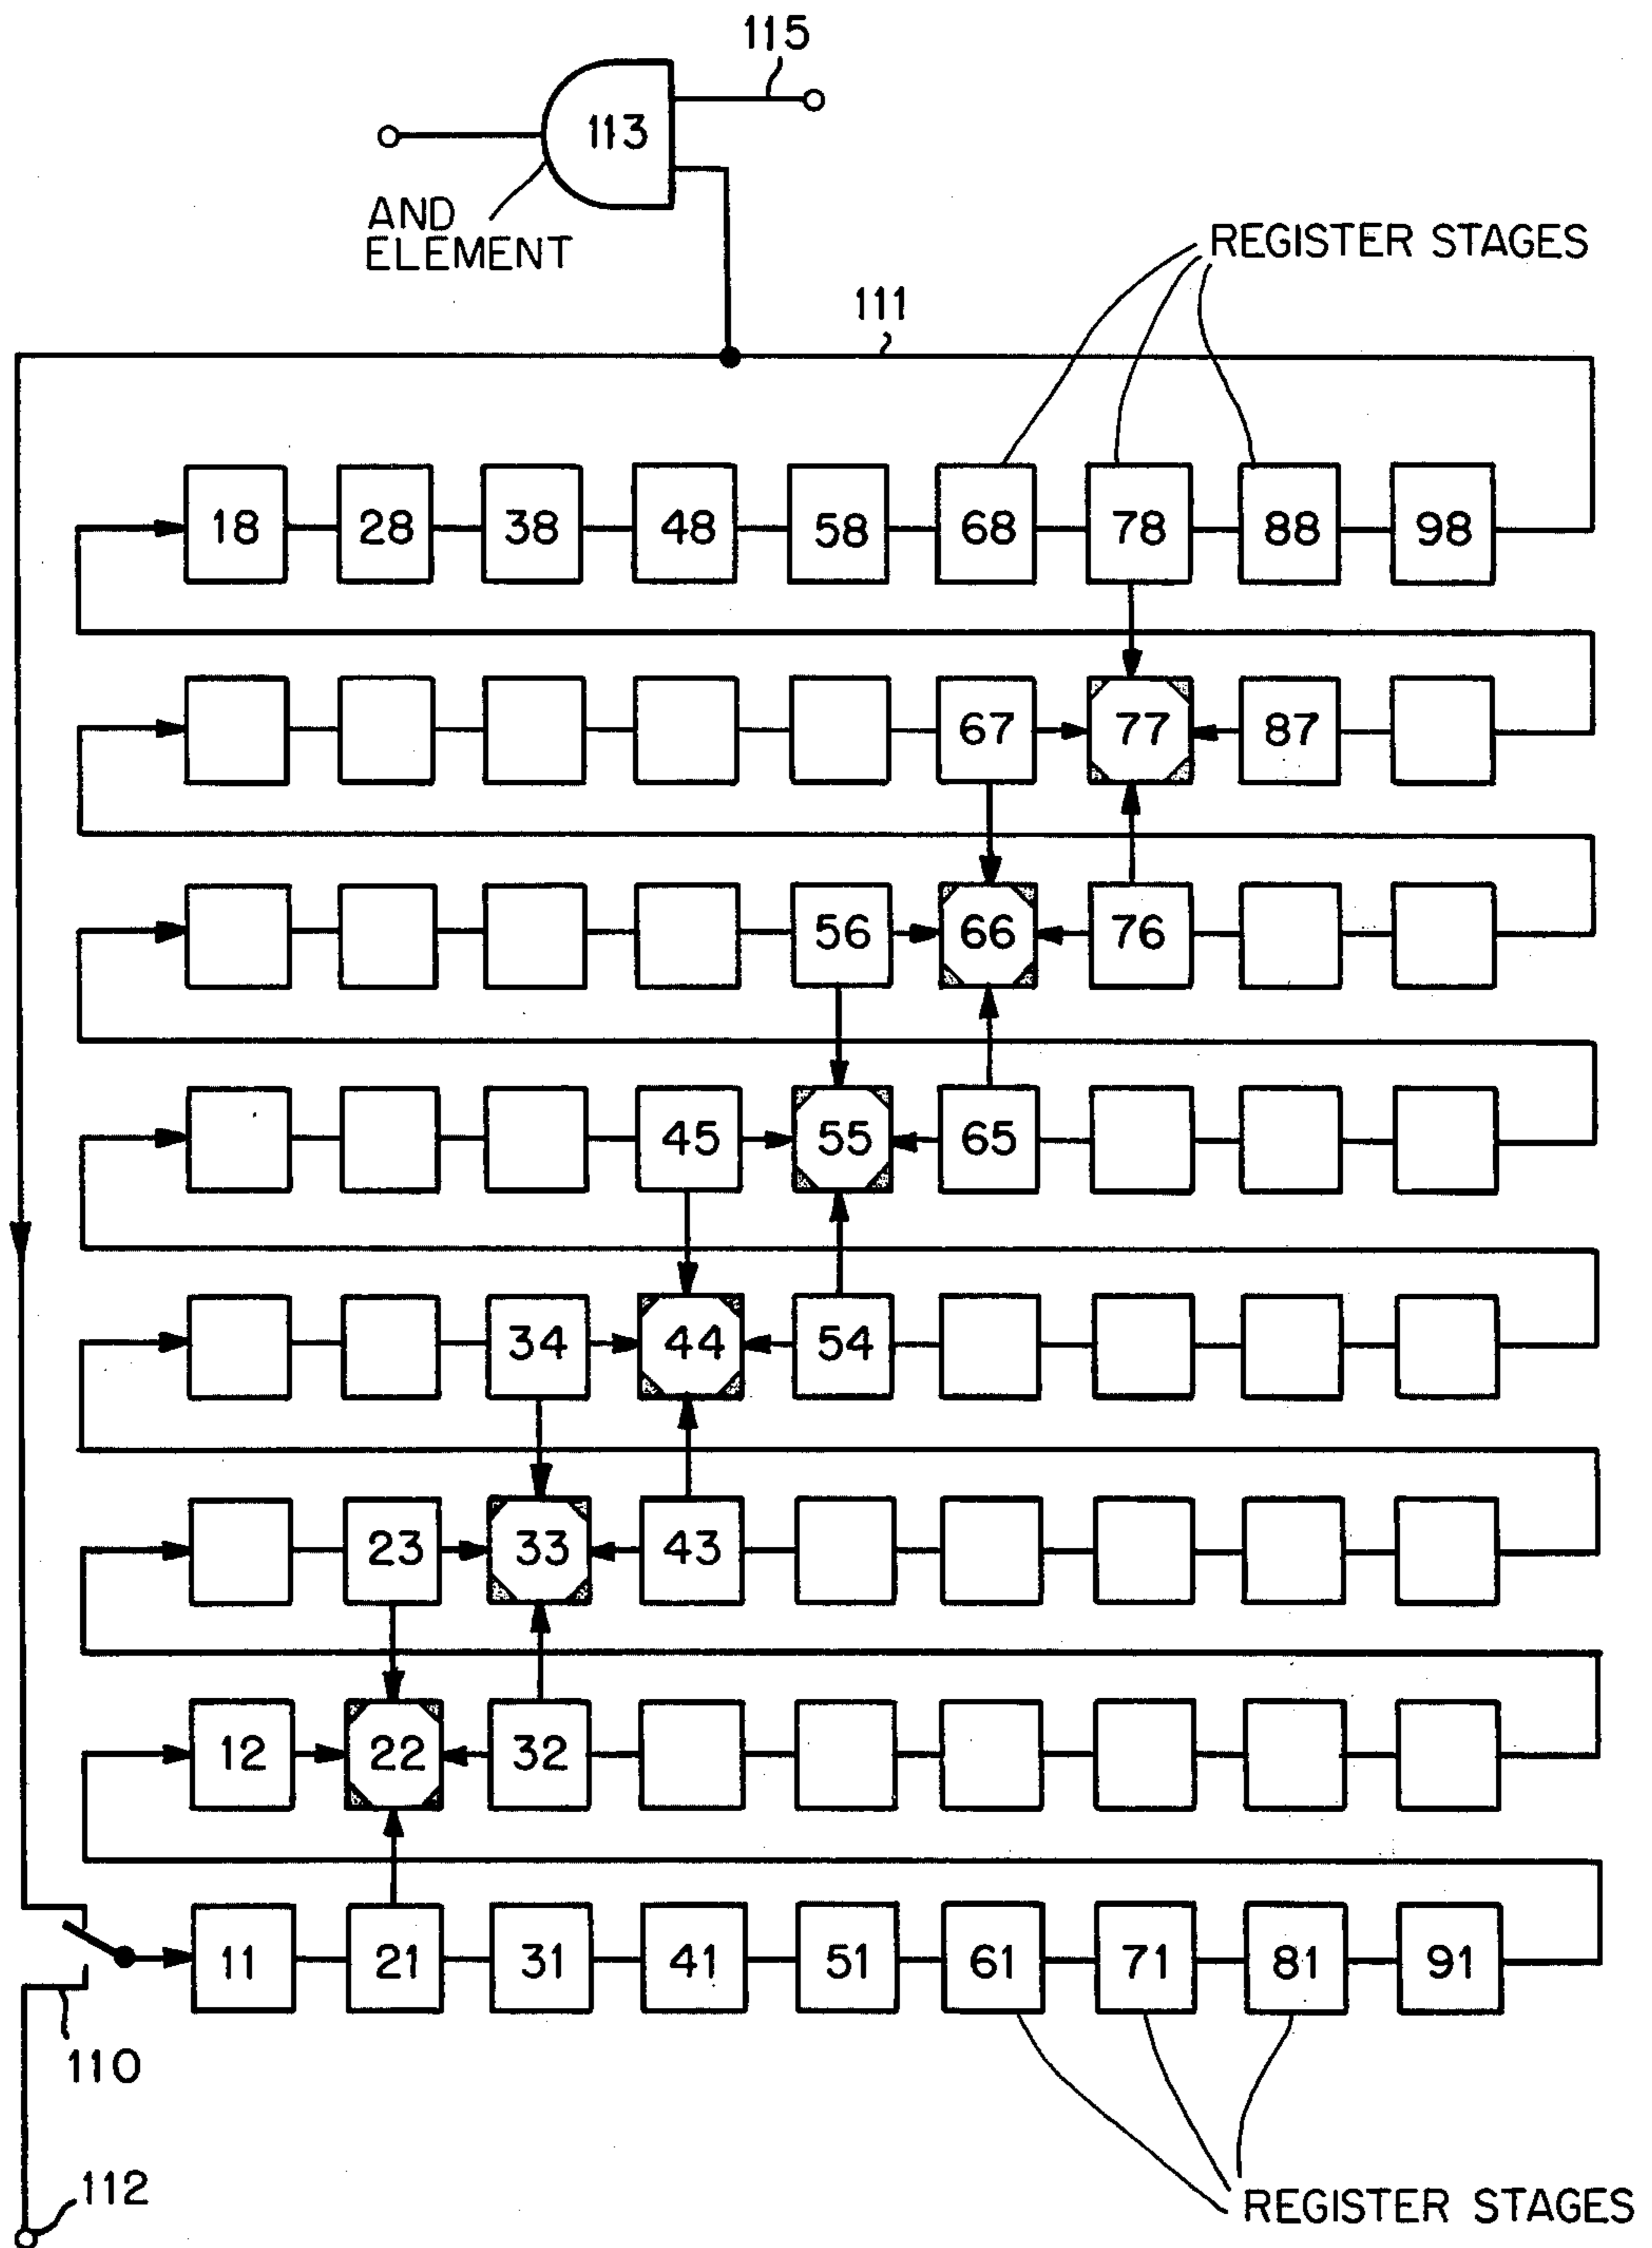 115
113
AND
ELEMENT
REGISTER STAGES
111
18 28 38 48 58 68 78 88 98
67 77 87
56 66 76
45 55 65
34 44 54
23 33 43
12 22 32
11 21 31 41 51 61 71 81 91
110
112
REGISTER STAGES